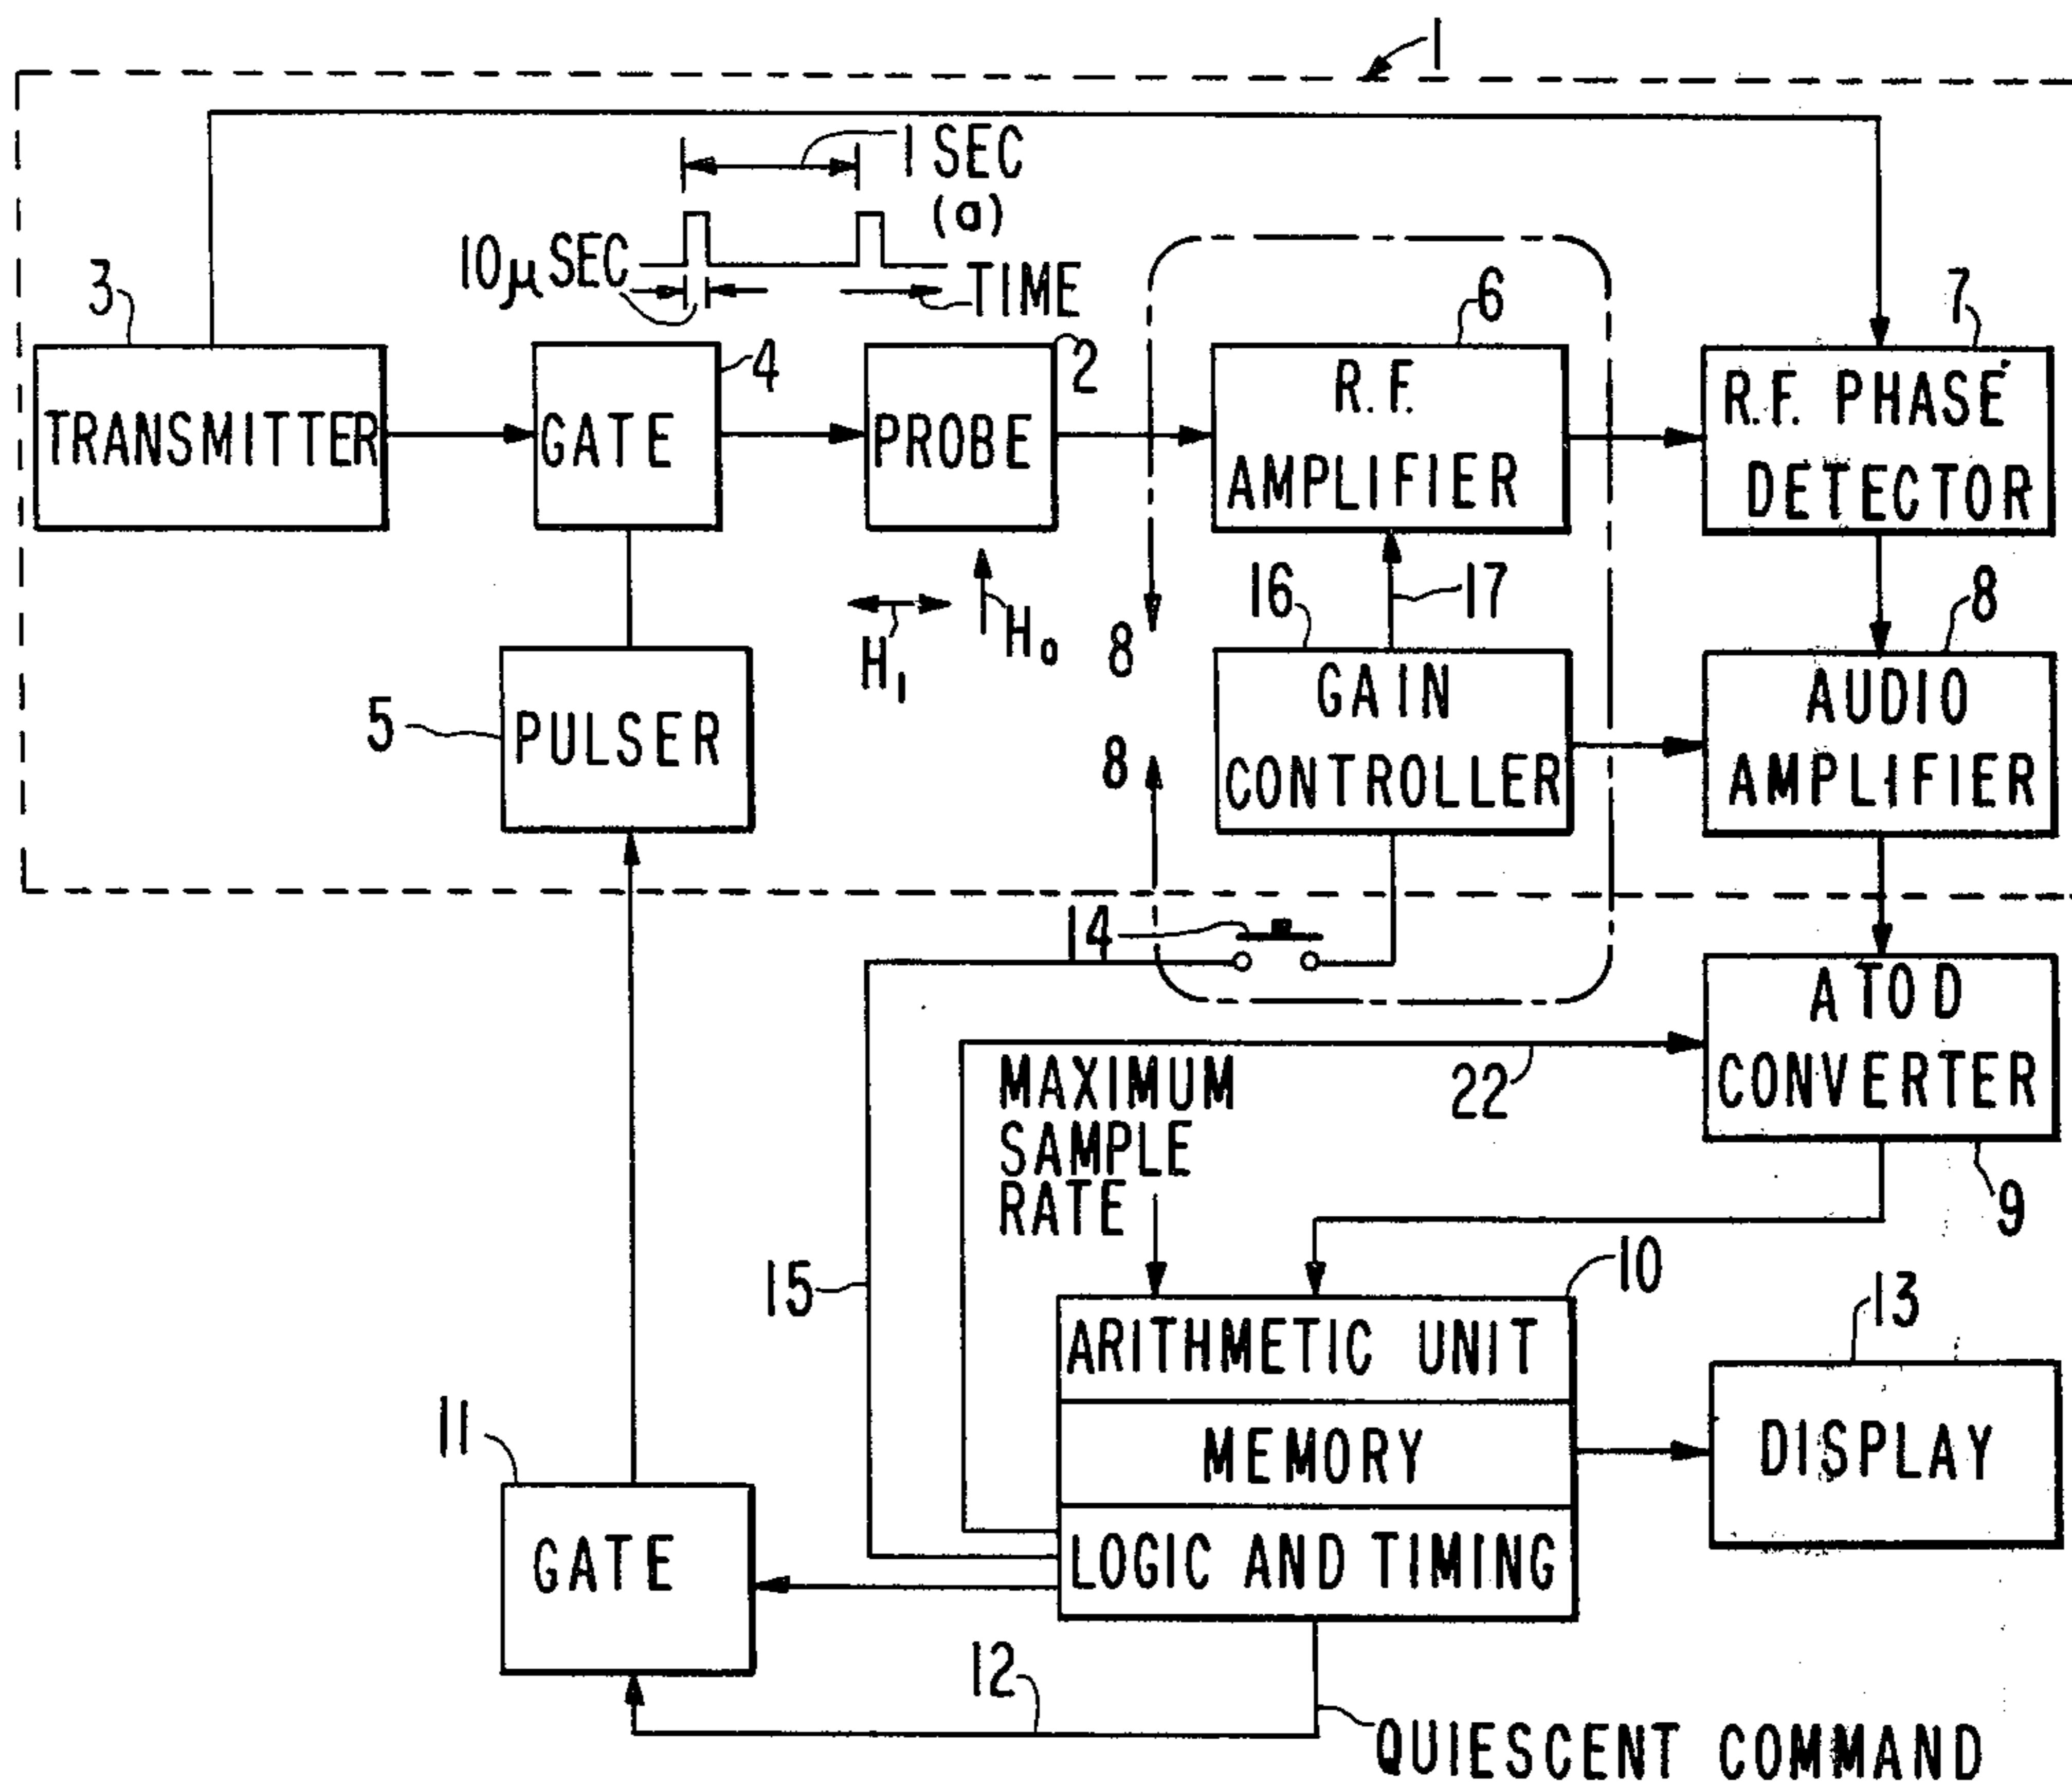 1
1 SEC
(a)
10μSEC
TIME
3
4
2
6
7
TRANSMITTER
GATE
PROBE
R.F.
AMPLIFIER
R.F. PHASE
DETECTOR
H1
H0
8
16
17
8
5
PULSER
8
GAIN
CONTROLLER
AUDIO
AMPLIFIER
14
A TO D
CONVERTER
22
9
MAXIMUM
SAMPLE
RATE
15
10
13
ARITHMETIC UNIT
MEMORY
LOGIC AND TIMING
DISPLAY
11
GATE
12
QUIESCENT COMMAND